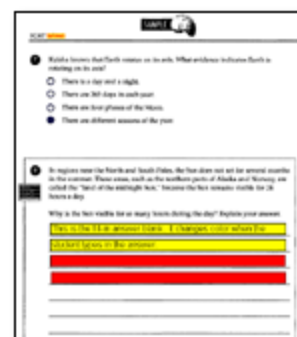 SAMPLE
Keisha knows that Earth rotates on its axis. What evidence indicates Earth is
rotating on its axis?
There is a day and a night.
There are 365 days in each year.
There are four phases of the Moon.
There are different seasons of the year.
In regions near the North and South Poles, the Sun does not set for several months
in the summer. These areas, such as the northern parts of Alaska and Norway, are
called the "land of the midnight Sun," because the Sun remains visible for 24
hours a day.
Why is the Sun visible for so many hours during the day? Explain your answer.
This is the fill-in answer blank. It changes color when the
student types in the answer